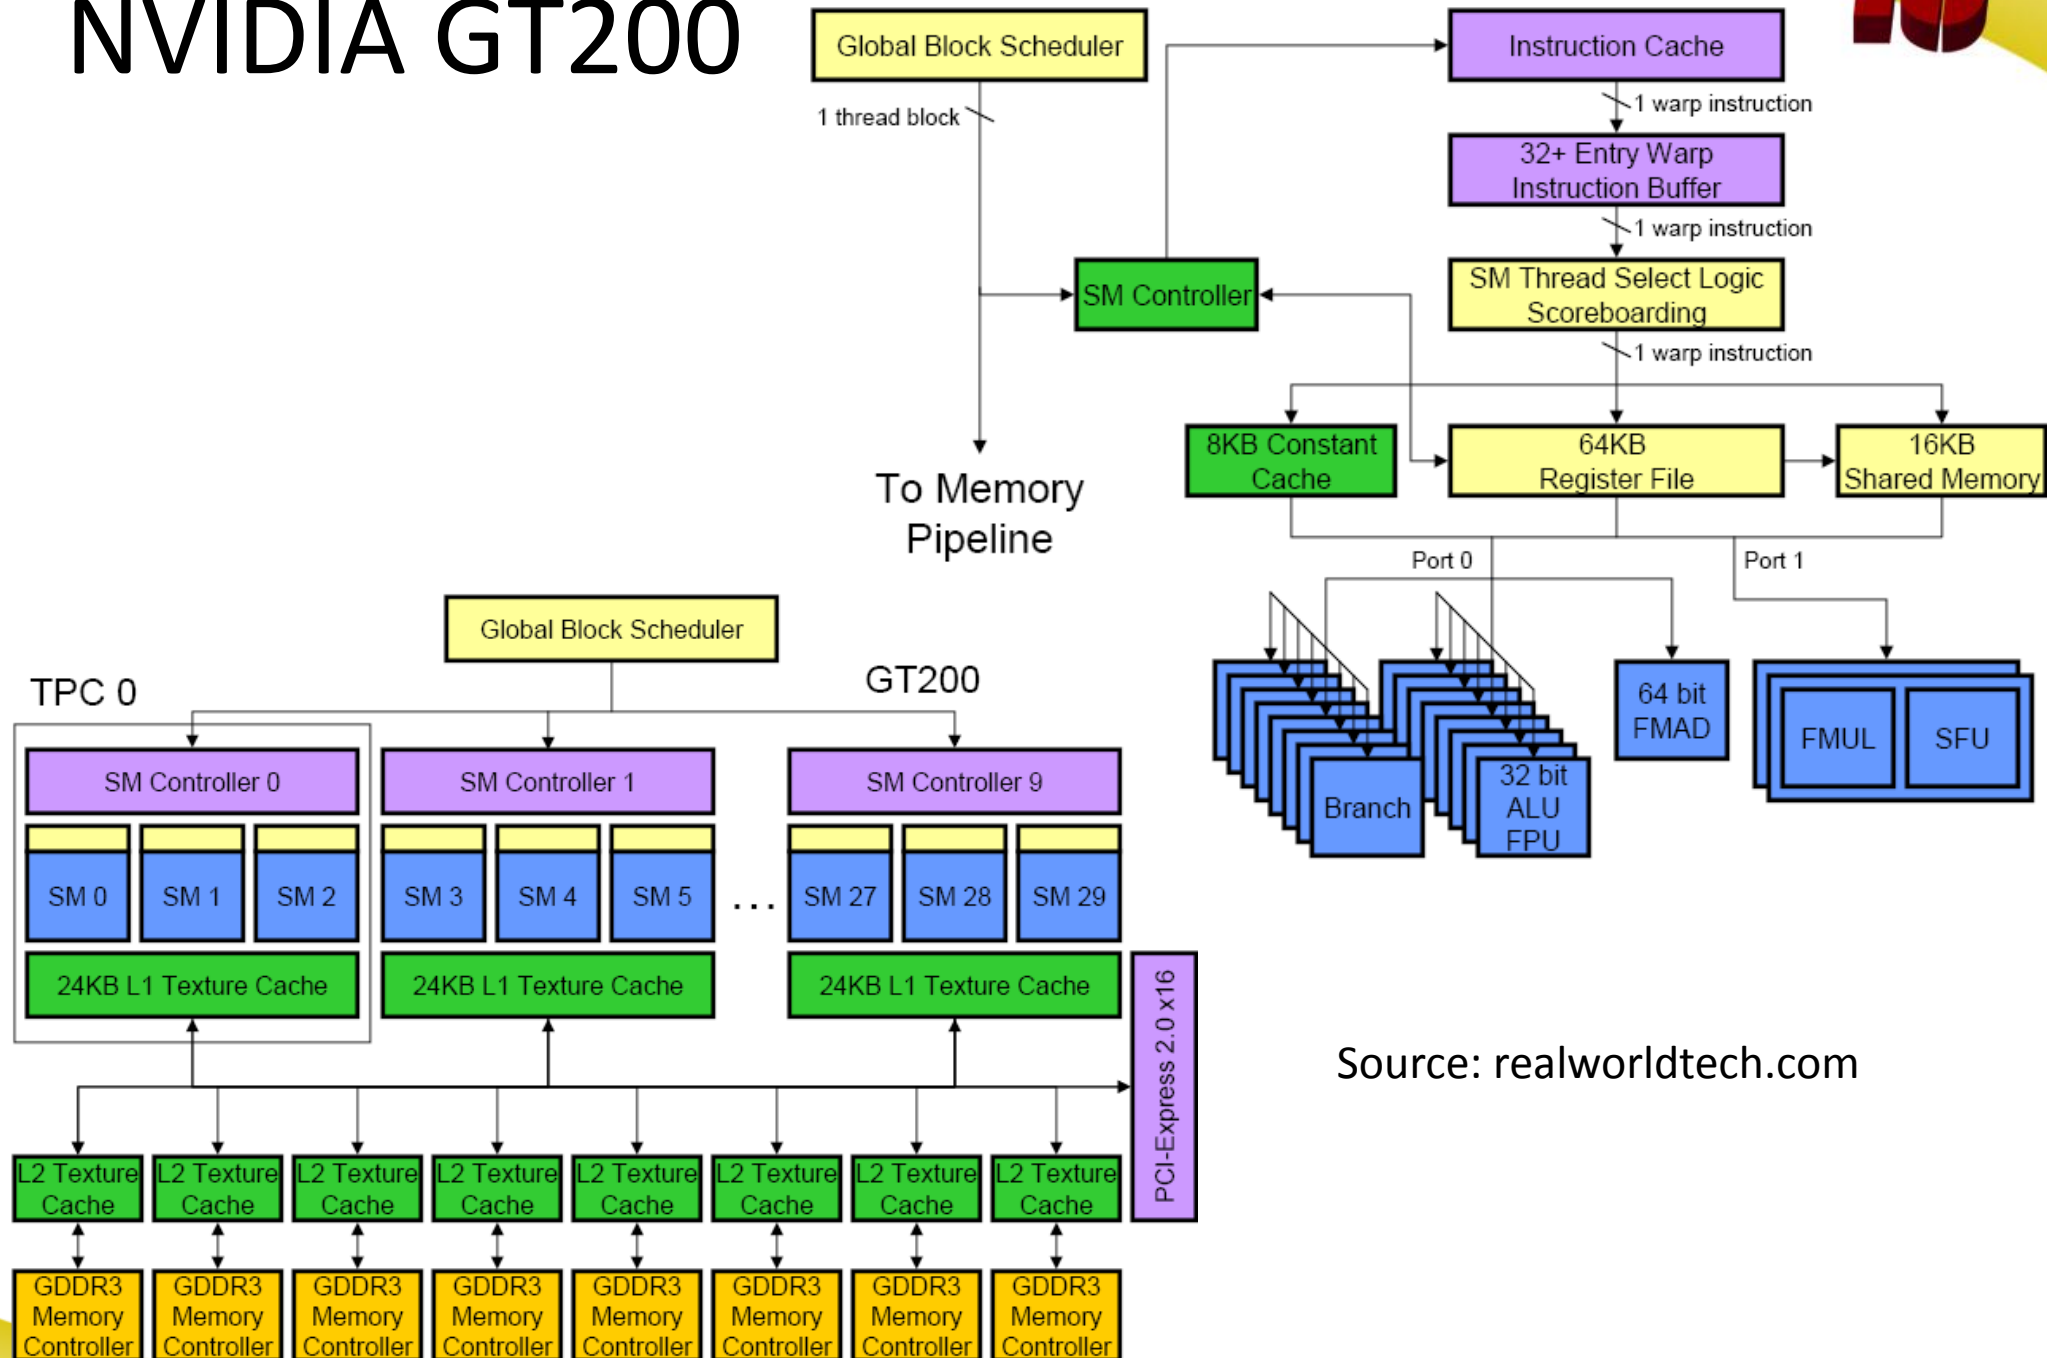 NVIDIA GT200
Global Block Scheduler
1 thread block
SM Controller
To Memory
Pipeline
Instruction Cache
1 warp instruction
32+ Entry Warp
Instruction Buffer
1 warp instruction
SM Thread Select Logic
Scoreboarding
1 warp instruction
8KB Constant
Cache
64KB
Register File
16KB
Shared Memory
Port 0
Port 1
Branch
32 bit
ALU
FPU
64 bit
FMAD
FMUL
SFU
Global Block Scheduler
TPC 0
GT200
SM Controller 0
SM Controller 1
SM Controller 9
SM 0
SM 1
SM 2
SM 3
SM 4
SM 5
...
SM 27
SM 28
SM 29
24KB L1 Texture Cache
24KB L1 Texture Cache
24KB L1 Texture Cache
PCI-Express 2.0 x16
L2 Texture
Cache
L2 Texture
Cache
L2 Texture
Cache
L2 Texture
Cache
L2 Texture
Cache
L2 Texture
Cache
L2 Texture
Cache
L2 Texture
Cache
GDDR3
Memory
Controller
GDDR3
Memory
Controller
GDDR3
Memory
Controller
GDDR3
Memory
Controller
GDDR3
Memory
Controller
GDDR3
Memory
Controller
GDDR3
Memory
Controller
GDDR3
Memory
Controller
Source: realworldtech.com